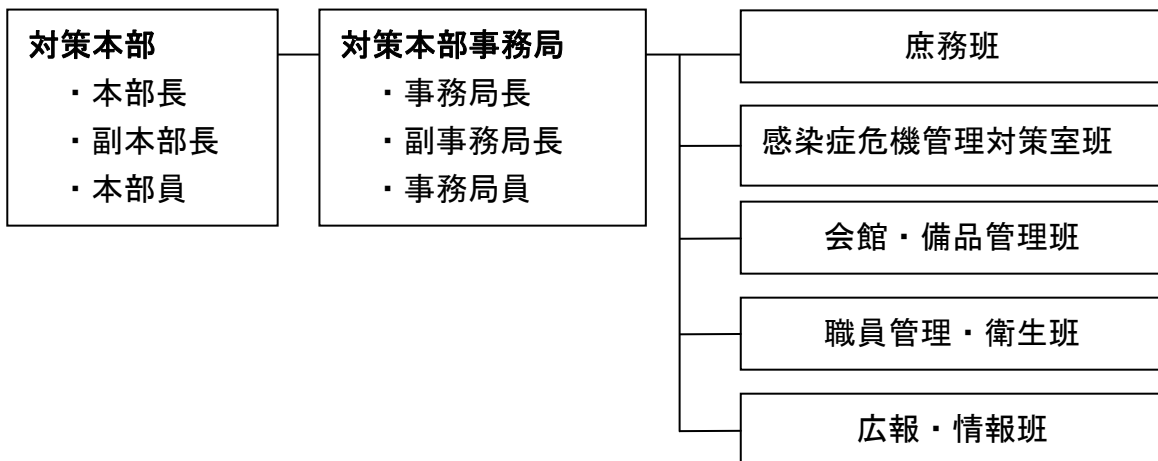 対策本部
・本部長
・副本部長
・本部員
対策本部事務局
・事務局長
・副事務局長
・事務局員
庶務班
感染症危機管理対策室班
会館・備品管理班
職員管理・衛生班
広報・情報班